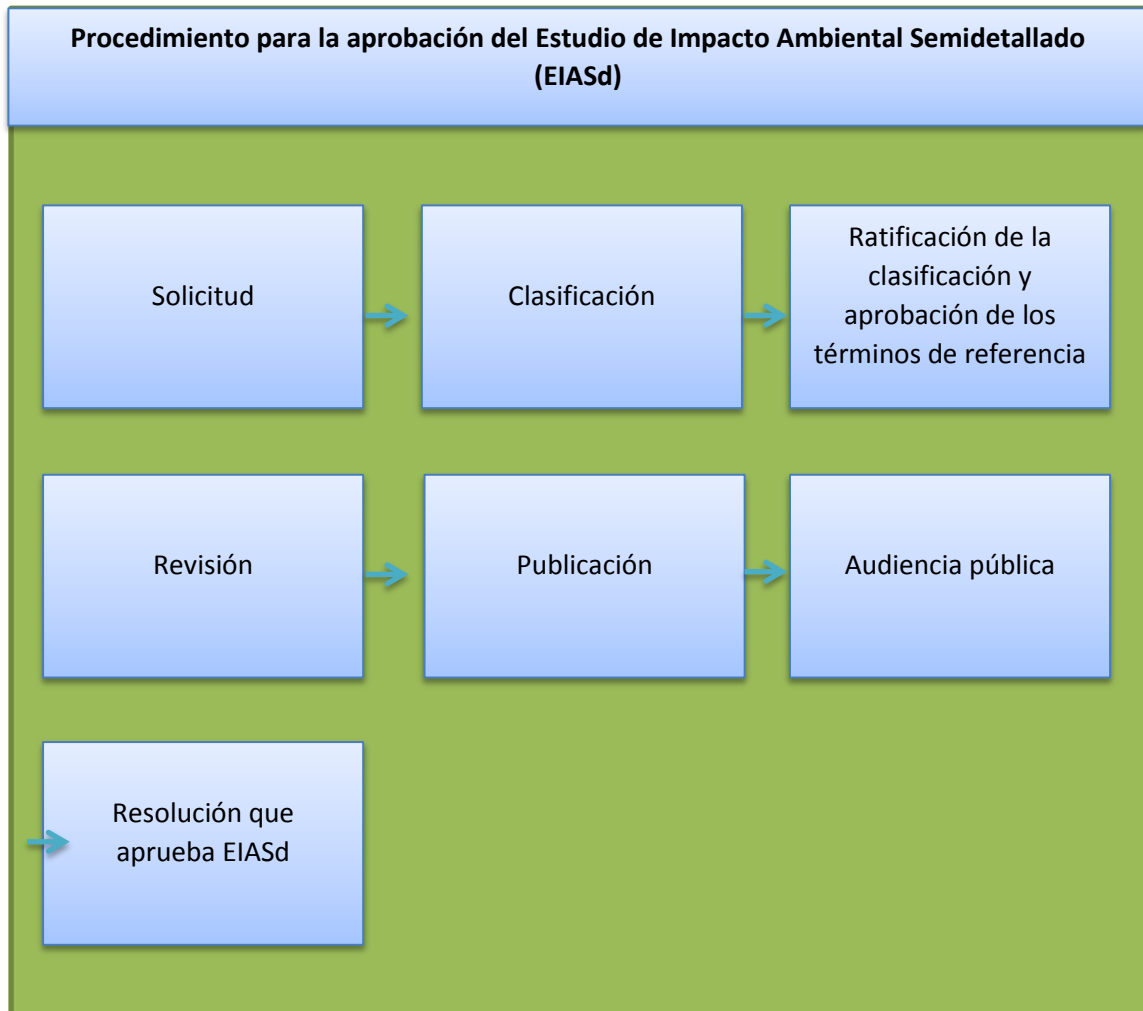 Procedimiento para la aprobación del Estudio de Impacto Ambiental Semidetallado
(EIASd)
Solicitud
Clasificación
Ratificación de la
clasificación y
aprobación de los
términos de referencia
Revisión
Publicación
Audiencia pública
Resolución que
aprueba EIASd